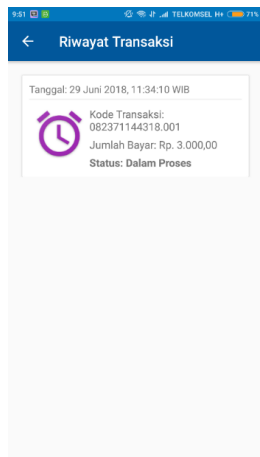 9:51 TELKOMSEL H+ 71%
Riwayat Transaksi
Tanggal: 29 Juni 2018, 11:34:10 WIB
Kode Transaksi:
082371144318.001
Jumlah Bayar: Rp. 3.000,00
Status: Dalam Proses